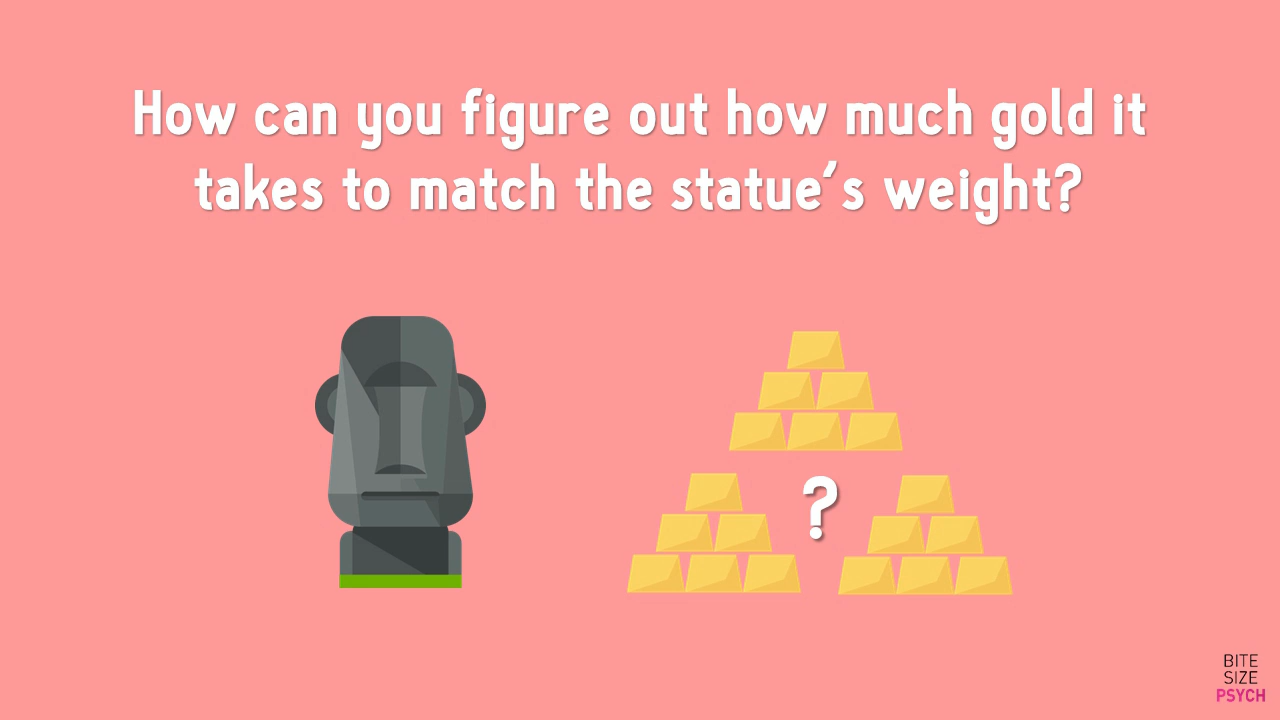 How can you figure out how much gold it
takes to match the statue's weight?
?
BITE
SIZE
PSYCH